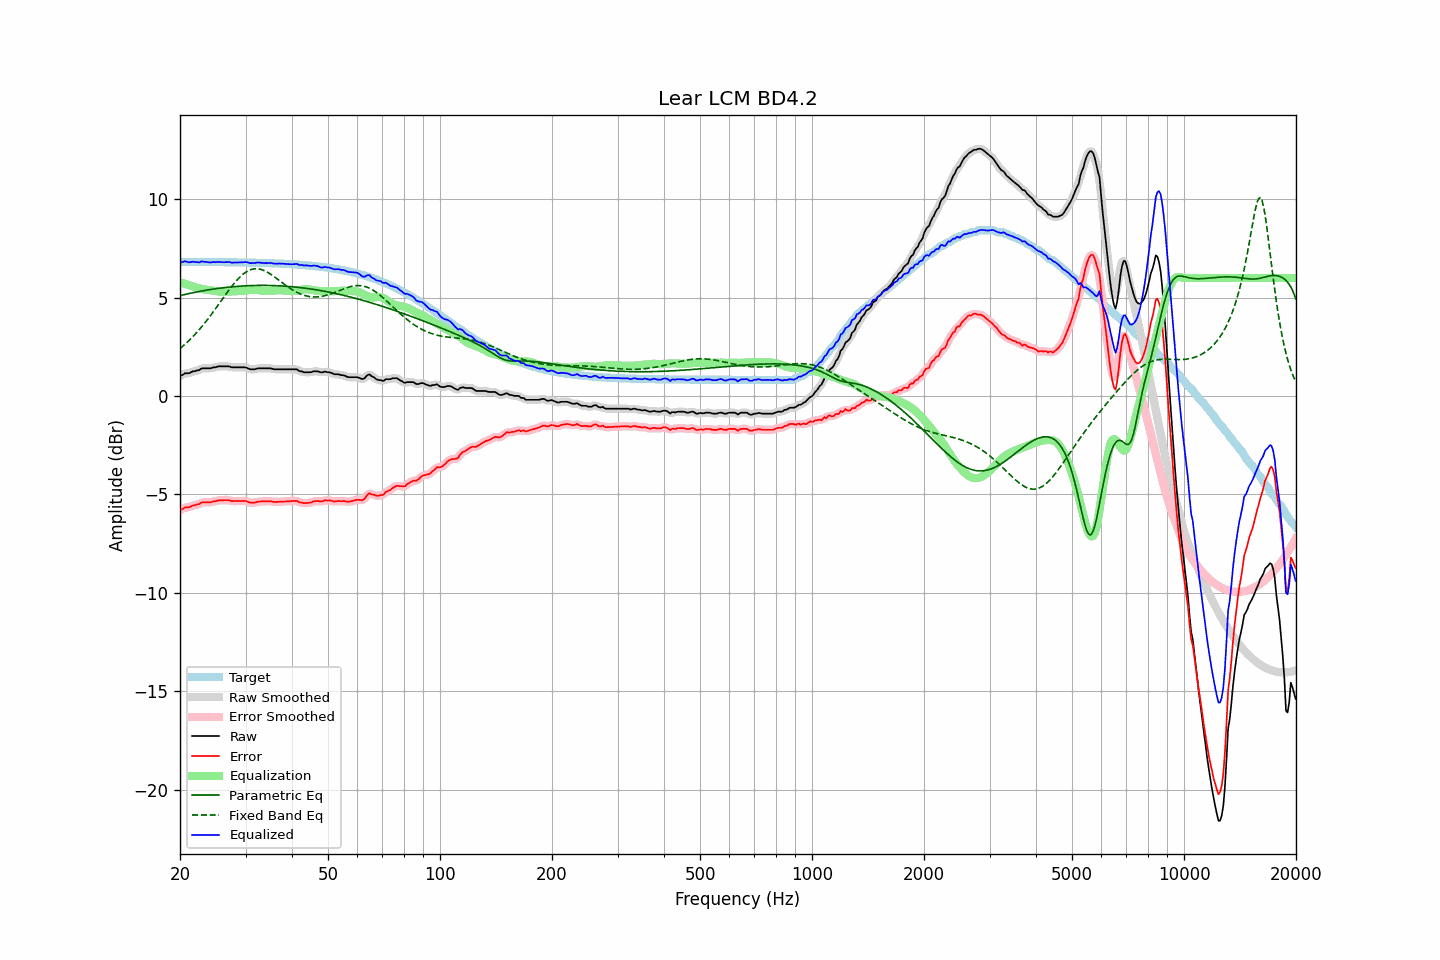 Lear LCM BD4.2
Amplitude (dBr)
10
5
0
−5
−10
−15
−20
Target
Raw Smoothed
Error Smoothed
Raw
Error
Equalization
Parametric Eq
Fixed Band Eq
Equalized
20 50 100 200 500 1000 2000 5000 10000 20000
Frequency (Hz)